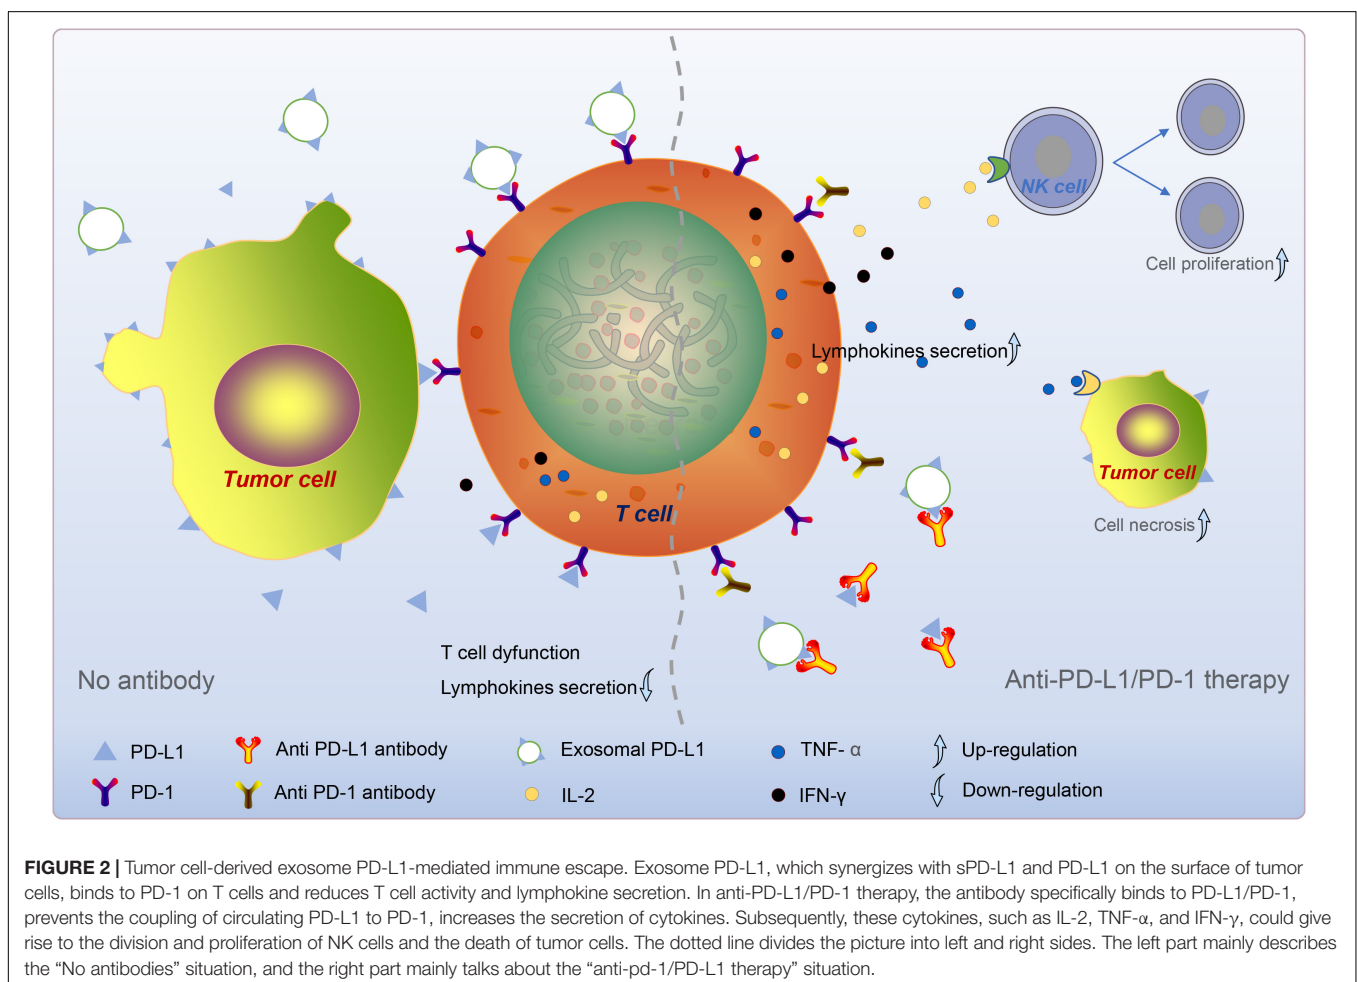 NK cell
Cell proliferation
Lymphokines secretion
Tumor cell
Tumor cell
T cell
Cell necrosis
T cell dyfunction
Lymphokines secretion
No antibody
Anti-PD-L1/PD-1 therapy
PD-L1
Anti PD-L1 antibody
Exosomal PD-L1
TNF- α
Up-regulation
PD-1
Anti PD-1 antibody
IL-2
IFN-γ
Down-regulation
FIGURE 2 | Tumor cell-derived exosome PD-L1-mediated immune escape. Exosome PD-L1, which synergizes with sPD-L1 and PD-L1 on the surface of tumor
cells, binds to PD-1 on T cells and reduces T cell activity and lymphokine secretion. In anti-PD-L1/PD-1 therapy, the antibody specifically binds to PD-L1/PD-1,
prevents the coupling of circulating PD-L1 to PD-1, increases the secretion of cytokines. Subsequently, these cytokines, such as IL-2, TNF-α, and IFN-γ, could give
rise to the division and proliferation of NK cells and the death of tumor cells. The dotted line divides the picture into left and right sides. The left part mainly describes
the “No antibodies” situation, and the right part mainly talks about the “anti-pd-1/PD-L1 therapy” situation.